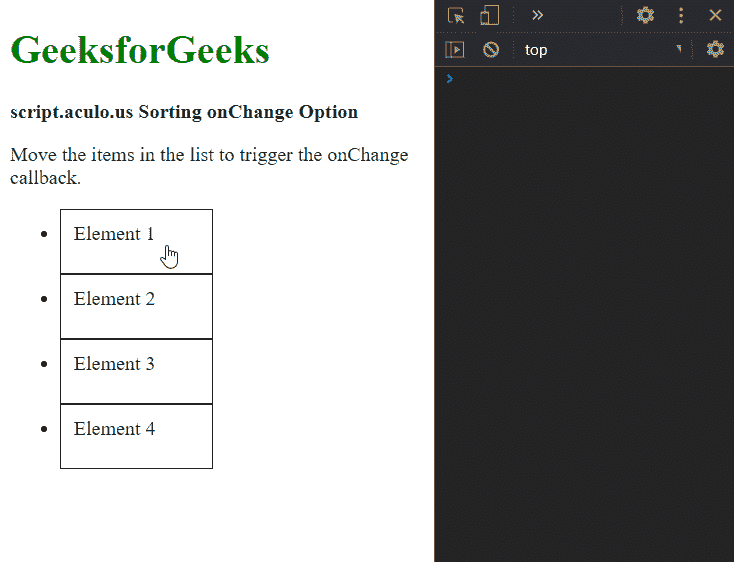 GeeksforGeeks
script.aculo.us Sorting onChange Option
Move the items in the list to trigger the onChange
callback.
Element 1
Element 2
Element 3
Element 4
top